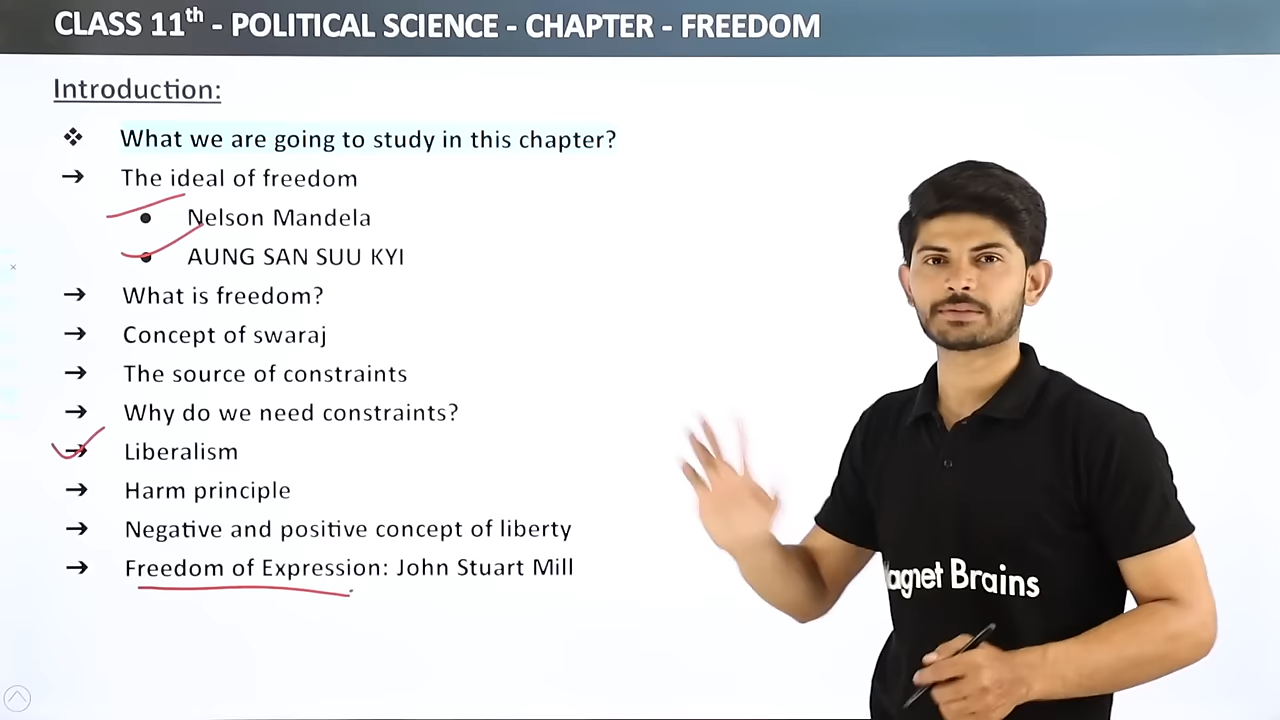 CLASS 11th - POLITICAL SCIENCE - CHAPTER - FREEDOM
Introduction:
❖ What we are going to study in this chapter?
→ The ideal of freedom
● Nelson Mandela
● AUNG SAN SUU KYI
→ What is freedom?
→ Concept of swaraj
→ The source of constraints
→ Why do we need constraints?
→ Liberalism
→ Harm principle
→ Negative and positive concept of liberty
→ Freedom of Expression: John Stuart Mill
Brains